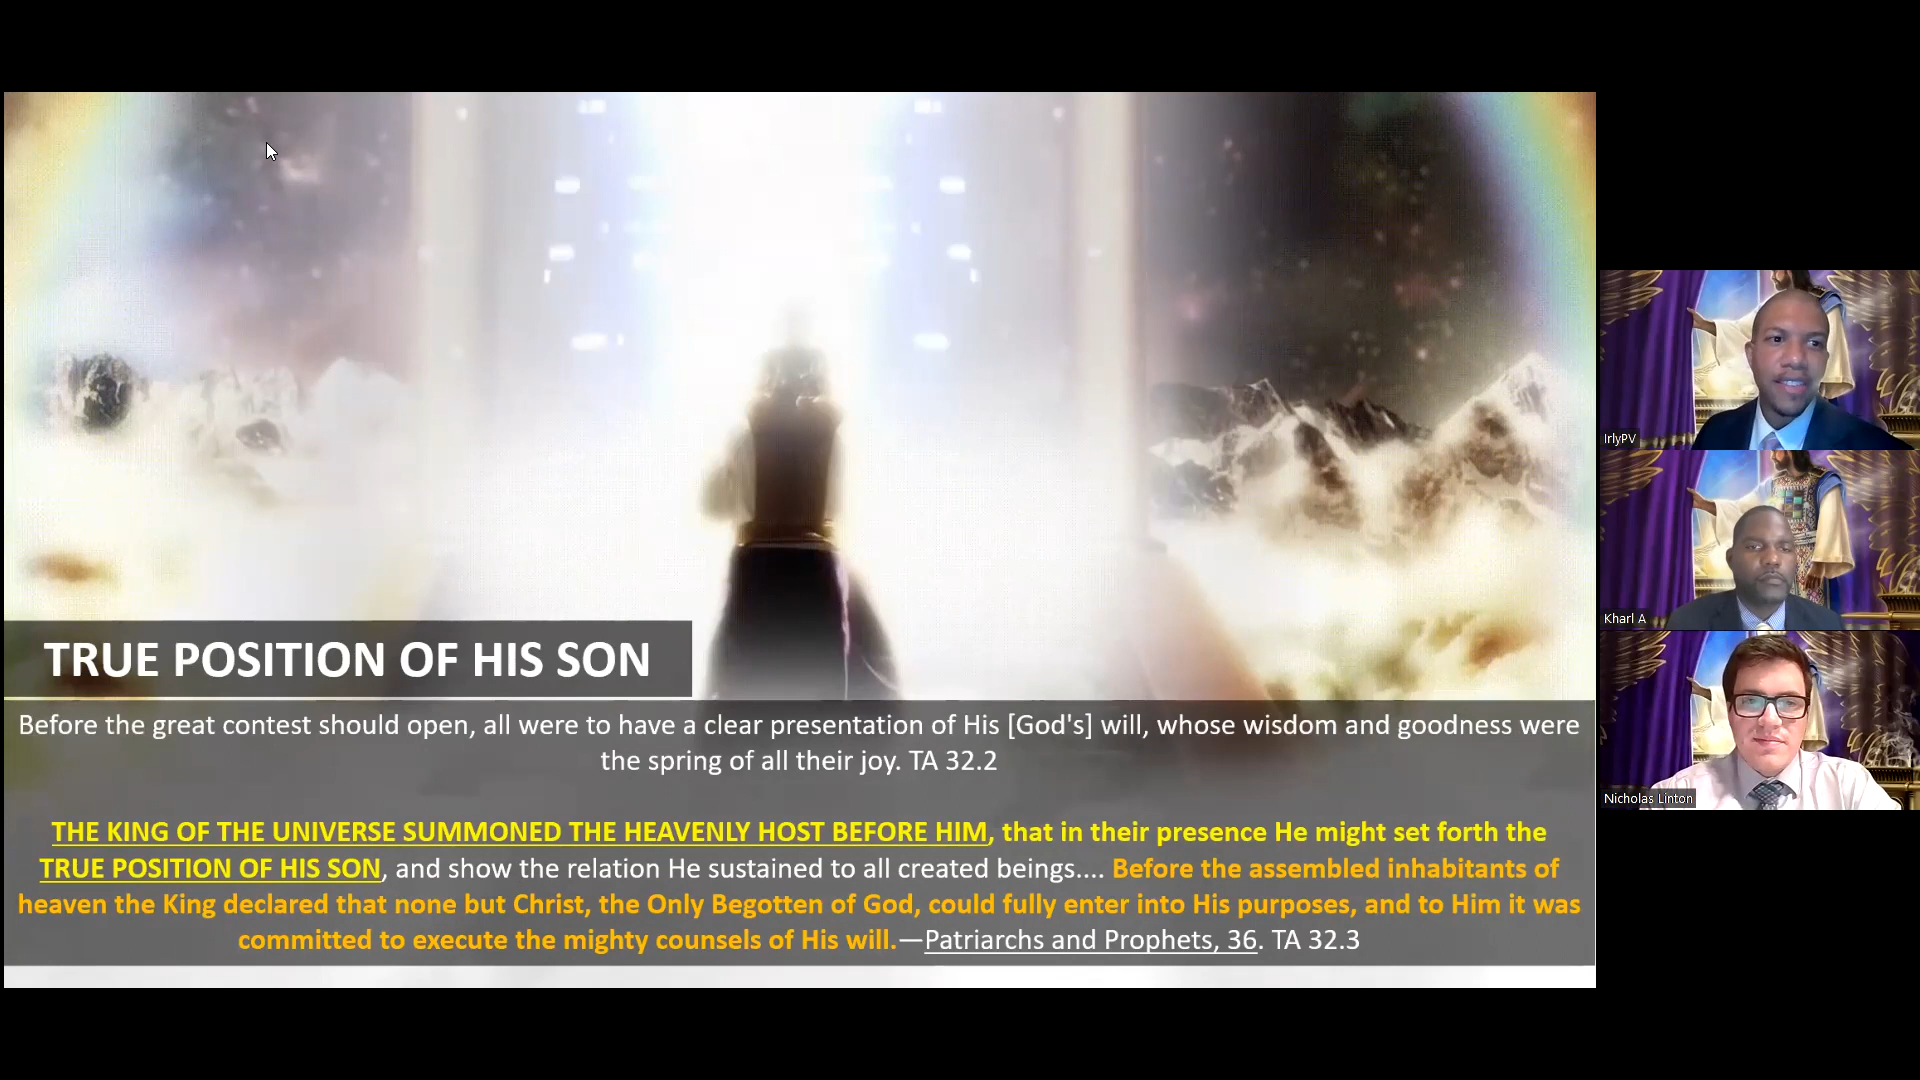 TRUE POSITION OF HIS SON
Before the great contest should open, all were to have a clear presentation of His [God's] will, whose wisdom and goodness were
the spring of all their joy. TA 32.2
THE KING OF THE UNIVERSE SUMMONED THE HEAVENLY HOST BEFORE HIM, that in their presence He might set forth the
TRUE POSITION OF HIS SON, and show the relation He sustained to all created beings.... Before the assembled inhabitants of
heaven the King declared that none but Christ, the Only Begotten of God, could fully enter into His purposes, and to Him it was
committed to execute the mighty counsels of His will.—Patriarchs and Prophets, 36. TA 32.3
IrlyPV
Kharl A
Nicholas Linton